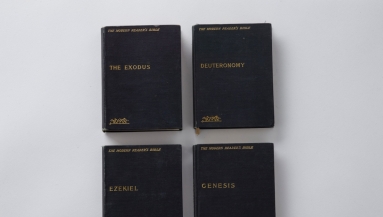 THE MODERN READER'S BIBLE
THE EXODUS
THE MODERN READER'S BIBLE
DEUTERONOMY
THE MODERN READER'S BIBLE
EZEKIEL
THE MODERN READER'S BIBLE
GENESIS